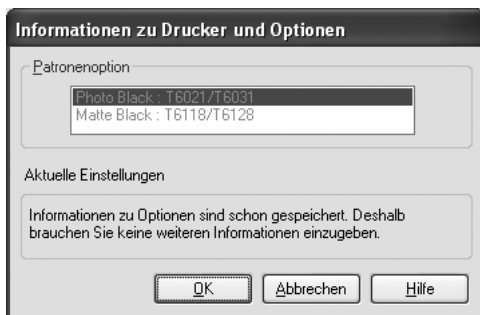 Informationen zu Drucker und Optionen
Patronenoption
Photo Black : T6021/T6031
Matte Black : T6118/T6128
Aktuelle Einstellungen
Informationen zu Optionen sind schon gespeichert. Deshalb
brauchen Sie keine weiteren Informationen einzugeben.
OK Abbrechen Hilfe